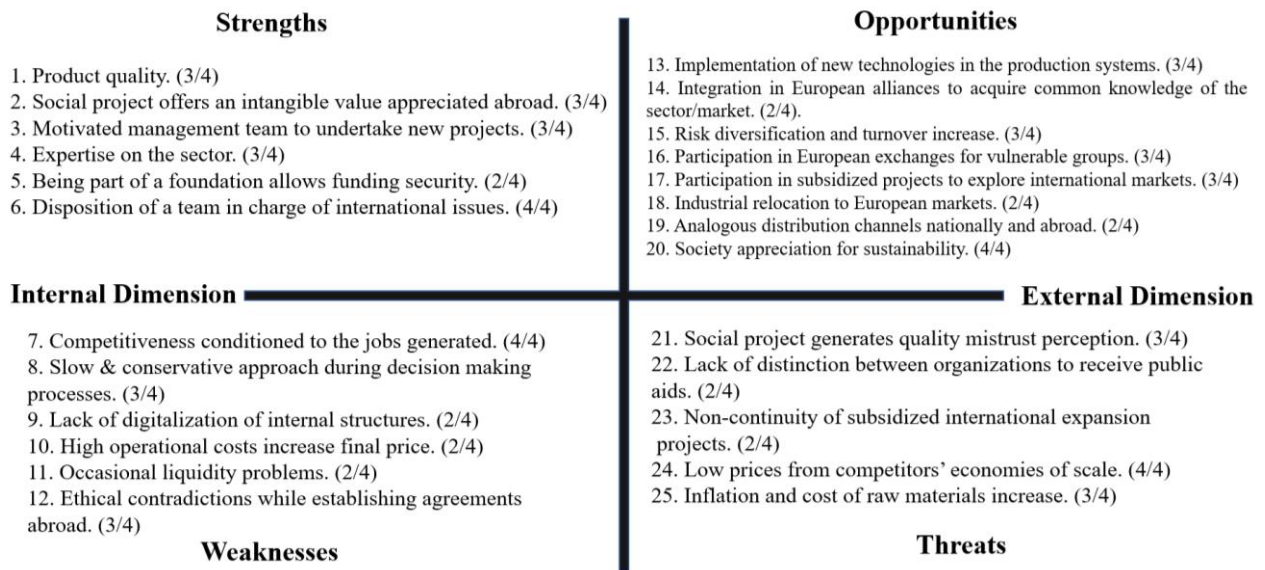 Strengths
1. Product quality. (3/4)
2. Social project offers an intangible value appreciated abroad. (3/4)
3. Motivated management team to undertake new projects. (3/4)
4. Expertise on the sector. (3/4)
5. Being part of a foundation allows funding security. (2/4)
6. Disposition of a team in charge of international issues. (4/4)
Opportunities
13. Implementation of new technologies in the production systems. (3/4)
14. Integration in European alliances to acquire common knowledge of the
sector/market. (2/4).
15. Risk diversification and turnover increase. (3/4)
16. Participation in European exchanges for vulnerable groups. (3/4)
17. Participation in subsidized projects to explore international markets. (3/4)
18. Industrial relocation to European markets. (2/4)
19. Analogous distribution channels nationally and abroad. (2/4)
20. Society appreciation for sustainability. (4/4)
Internal Dimension
External Dimension
7. Competitiveness conditioned to the jobs generated. (4/4)
8. Slow & conservative approach during decision making
processes. (3/4)
9. Lack of digitalization of internal structures. (2/4)
10. High operational costs increase final price. (2/4)
11. Occasional liquidity problems. (2/4)
12. Ethical contradictions while establishing agreements
abroad. (3/4)
Weaknesses
21. Social project generates quality mistrust perception. (3/4)
22. Lack of distinction between organizations to receive public
aids. (2/4)
23. Non-continuity of subsidized international expansion
projects. (2/4)
24. Low prices from competitors' economies of scale. (4/4)
25. Inflation and cost of raw materials increase. (3/4)
Threats